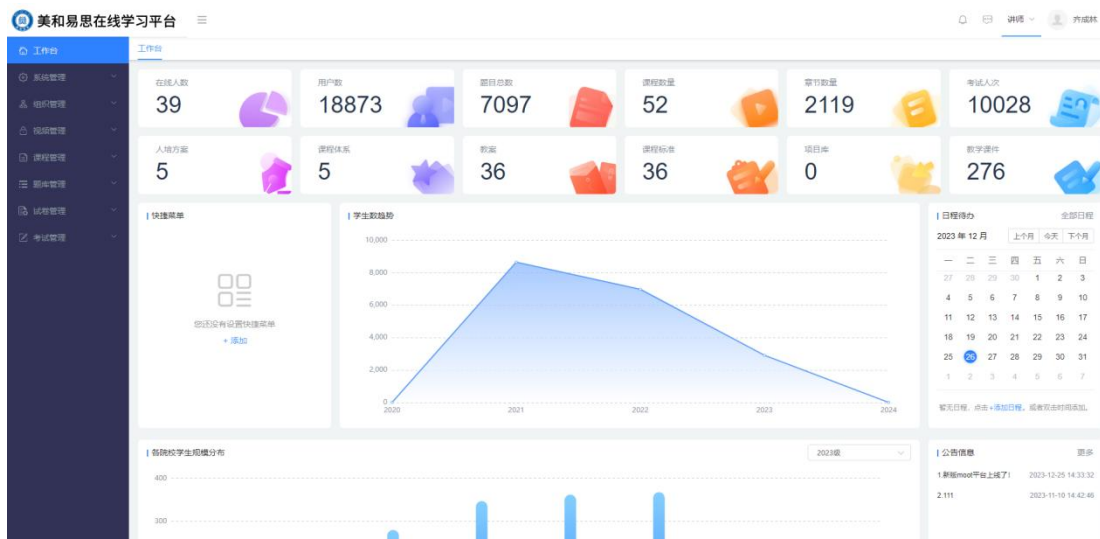 美和易思在线学习平台
讲师
齐成林
工作台
系统管理
组织管理
视频管理
课程管理
题库管理
试卷管理
考试管理
工作台
在线人数
39
用户数
18873
题目总数
7097
课程数量
52
章节数量
2119
考试人次
10028
人培方案
5
课程体系
5
教案
36
课程标准
36
项目库
0
教学课件
276
快捷菜单
您还没有设置快捷菜单
+ 添加
学生数趋势
10,000
8,000
6,000
4,000
2,000
0
2020 2021 2022 2023 2024
日程待办 全部日程
2023 年 12 月 上个月 今天 下个月
一 二 三 四 五 六 日
27 28 29 30 1 2 3
4 5 6 7 8 9 10
11 12 13 14 15 16 17
18 19 20 21 22 23 24
25 26 27 28 29 30 31
1 2 3 4 5 6 7
暂无日程，点击+添加日程，或者双击时间添加。
各院校学生规模分布 2023级
400
300
公告信息 更多
1.新版moot平台上线了! 2023-12-25 14:33:32
2.111 2023-11-10 14:42:46